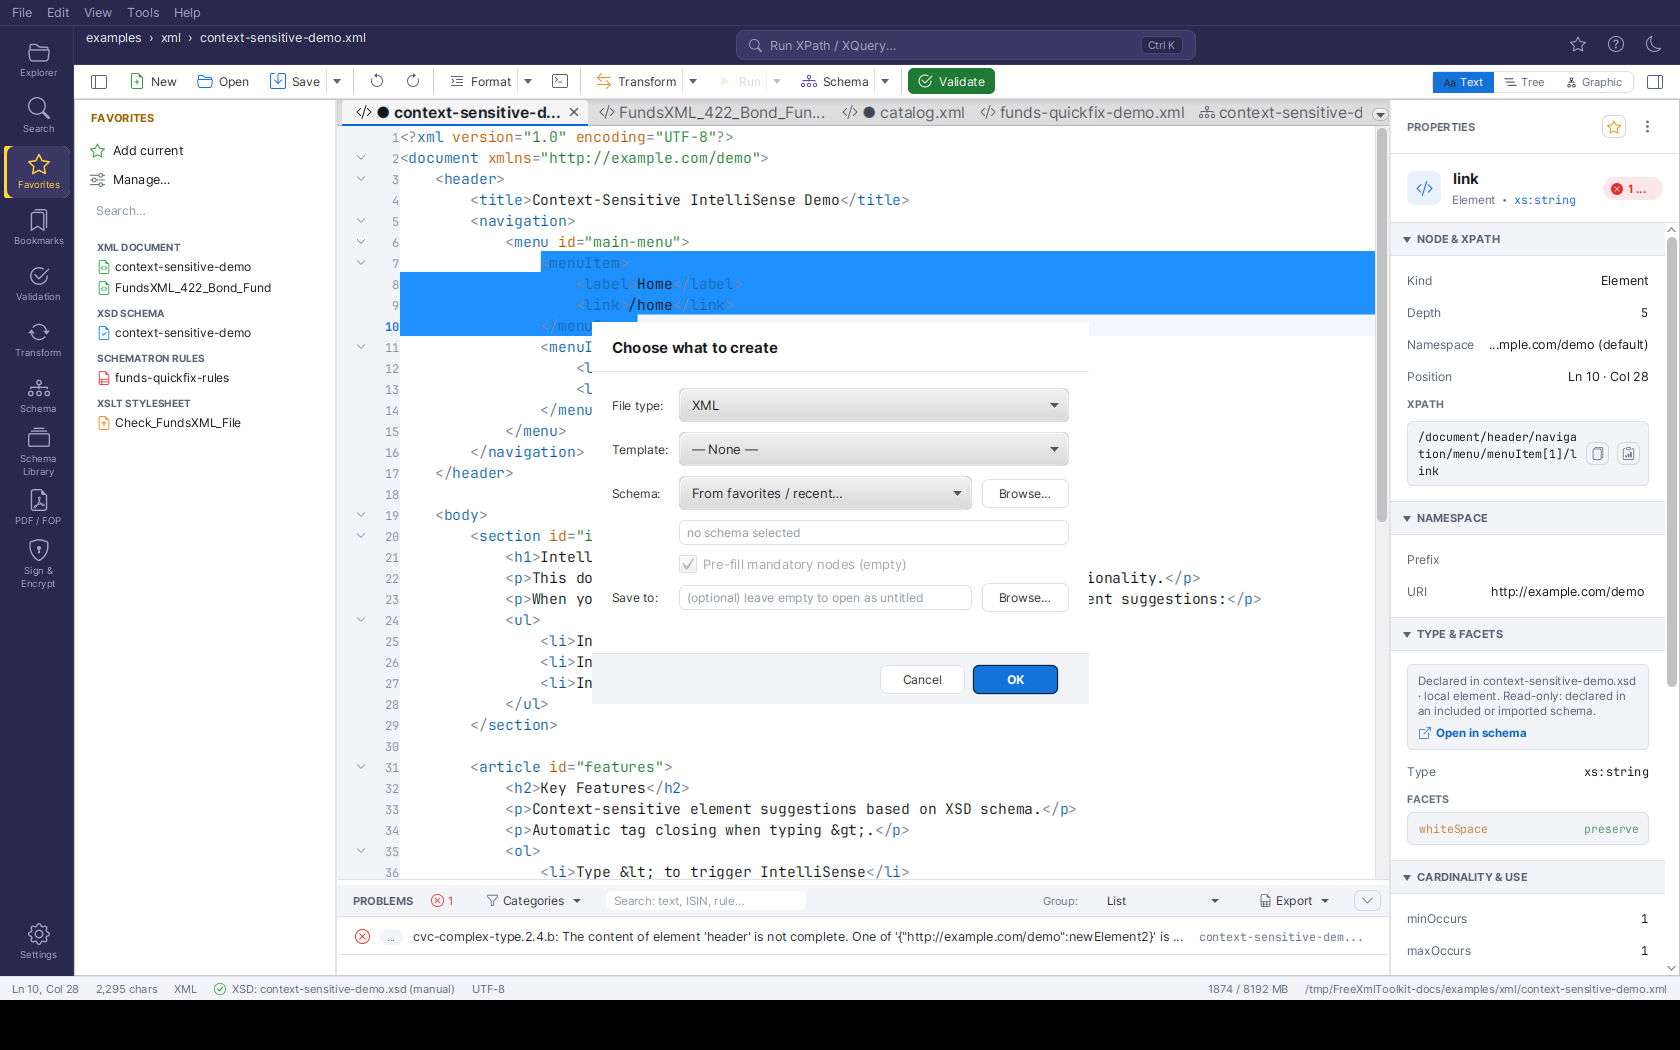 File Edit View Tools Help
examples › xml › context-sensitive-demo.xml
Run XPath / XQuery... Ctrl K
New Open Save Format Transform Run Schema Validate
Aa Text Tree Graphic
Explorer
Search
Favorites
Bookmarks
Validation
Transform
Schema
Schema
Library
PDF / FOP
Sign &
Encrypt
Settings
FAVORITES
Add current
Manage...
Search...
XML DOCUMENT
context-sensitive-demo
FundsXML_422_Bond_Fund
XSD SCHEMA
context-sensitive-demo
SCHEMATRON RULES
funds-quickfix-rules
XSLT STYLESHEET
Check_FundsXML_File
context-sensitive-d... × FundsXML_422_Bond_Fun... catalog.xml funds-quickfix-demo.xml context-sensitive-d
1 <?xml version="1.0" encoding="UTF-8"?>
2 <document xmlns="http://example.com/demo">
3 <header>
4 <title>Context-Sensitive IntelliSense Demo</title>
5 <navigation>
6 <menu id="main-menu">
7 <menuItem>
8 <label>Home</label>
9 <link>/home</link>
10 </menu
11 <menuI
12 <l
13 <l
14 </menu
15 </menu>
16 </navigation>
17 </header>
18
19 <body>
20 <section id="i
21 <h1>Intell
22 <p>This do ionality.</p>
23 <p>When yo ent suggestions:</p>
24 <ul>
25 <li>In
26 <li>In
27 <li>In
28 </ul>
29 </section>
30
31 <article id="features">
32 <h2>Key Features</h2>
33 <p>Context-sensitive element suggestions based on XSD schema.</p>
34 <p>Automatic tag closing when typing &gt;.</p>
35 <ol>
36 <li>Type &lt; to trigger IntelliSense</li>
Choose what to create
File type: XML
Template: — None —
Schema: From favorites / recent... Browse...
no schema selected
Pre-fill mandatory nodes (empty)
Save to: (optional) leave empty to open as untitled Browse...
Cancel OK
PROBLEMS 1 Categories Search: text, ISIN, rule... Group: List Export
... cvc-complex-type.2.4.b: The content of element 'header' is not complete. One of '{"http://example.com/demo":newElement2}' is ... context-sensitive-dem...
PROPERTIES
link
Element • xs:string
1 ...
NODE & XPATH
Kind Element
Depth 5
Namespace ...mple.com/demo (default)
Position Ln 10 · Col 28
XPATH
/document/header/naviga
tion/menu/menuItem[1]/l
ink
NAMESPACE
Prefix
URI http://example.com/demo
TYPE & FACETS
Declared in context-sensitive-demo.xsd
· local element. Read-only: declared in
an included or imported schema.
Open in schema
Type xs:string
FACETS
whiteSpace preserve
CARDINALITY & USE
minOccurs 1
maxOccurs 1
Ln 10, Col 28 2,295 chars XML XSD: context-sensitive-demo.xsd (manual) UTF-8 1874 / 8192 MB /tmp/FreeXmlToolkit-docs/examples/xml/context-sensitive-demo.xml